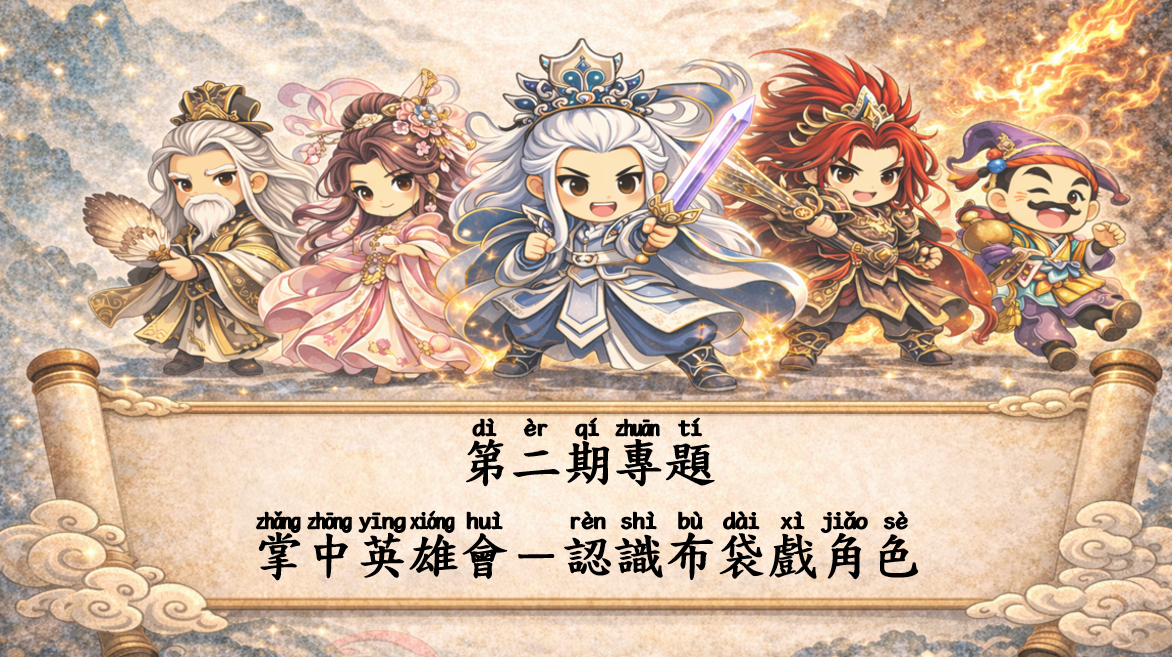 dì èr qí zhuān tí
第二期專題
zhǎng zhōng yīng xióng huì rèn shì bù dài xì jiǎo sè
掌中英雄會－認識布袋戲角色